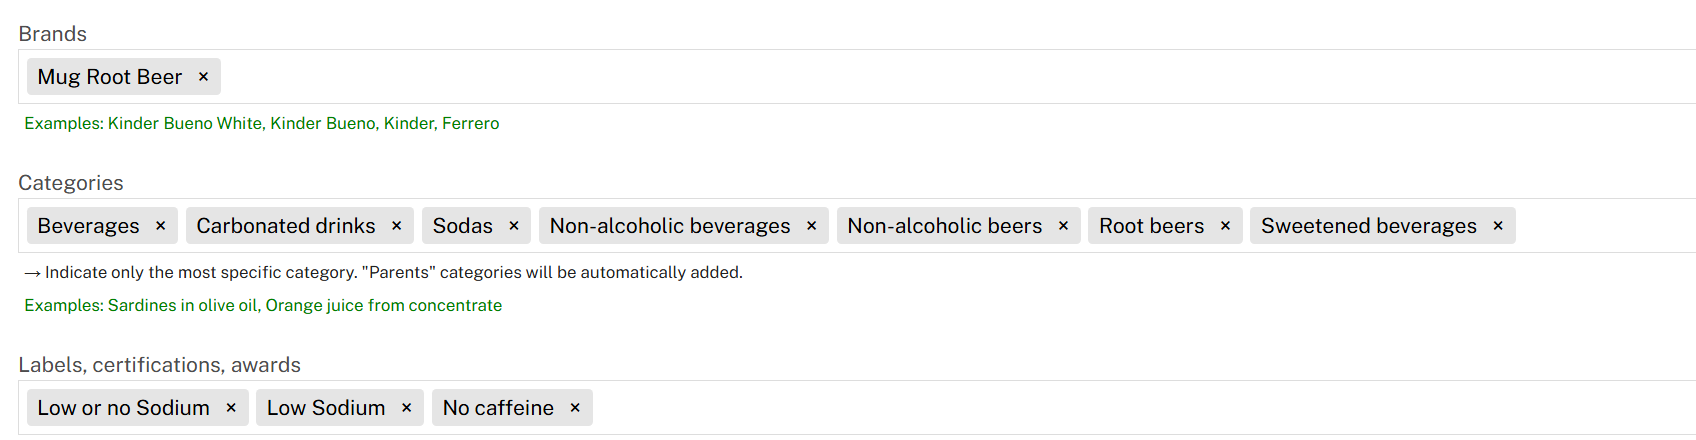 Brands
Mug Root Beer ×
Examples: Kinder Bueno White, Kinder Bueno, Kinder, Ferrero
Categories
Beverages × Carbonated drinks × Sodas × Non-alcoholic beverages × Non-alcoholic beers × Root beers × Sweetened beverages ×
→ Indicate only the most specific category. "Parents" categories will be automatically added.
Examples: Sardines in olive oil, Orange juice from concentrate
Labels, certifications, awards
Low or no Sodium × Low Sodium × No caffeine ×